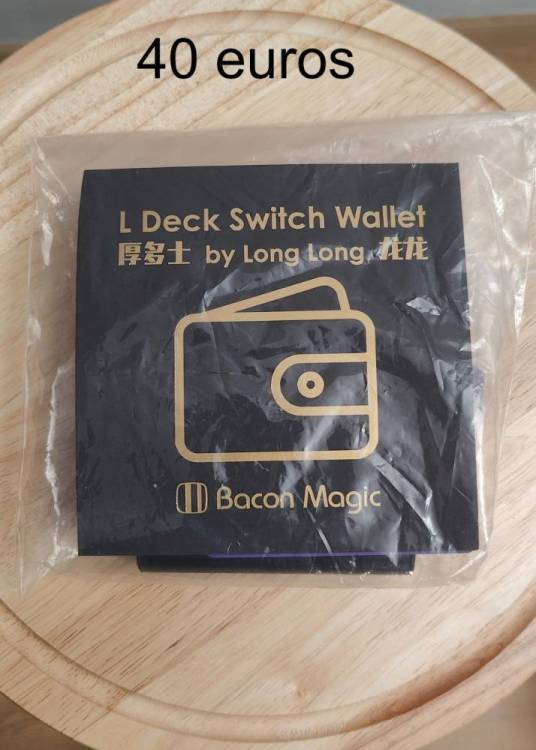 40 euros
L Deck Switch Wallet
厚多士 by Long Long 龙龙
Bacon Magic